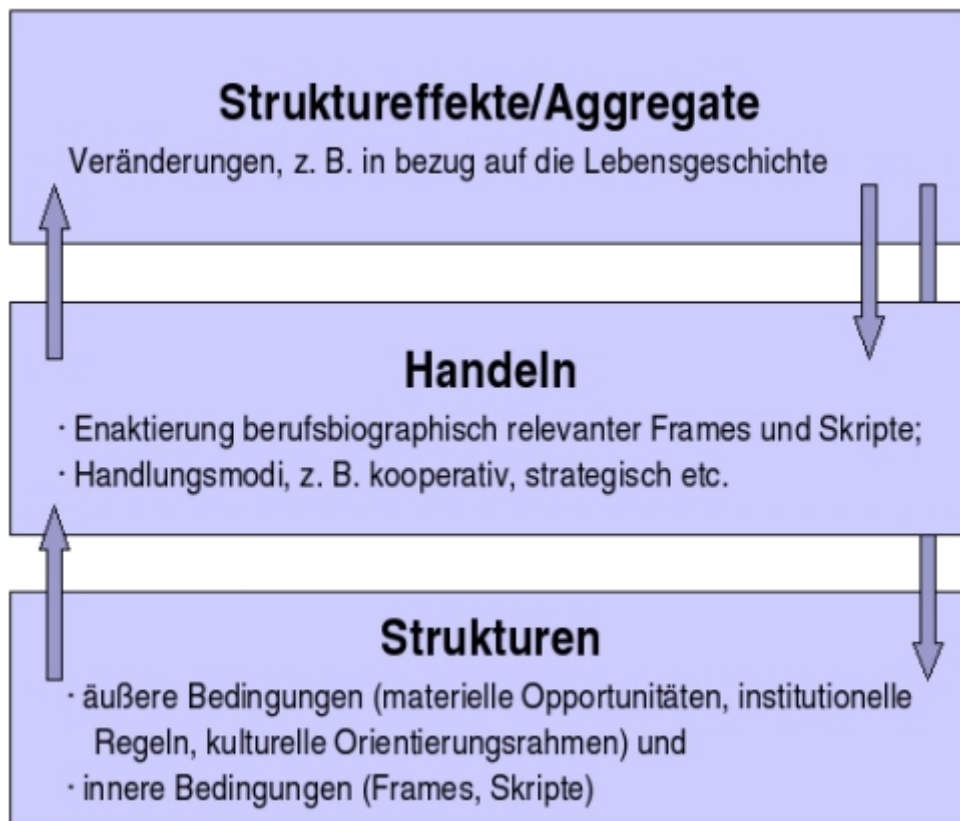 Struktureffekte/Aggregate
Veränderungen, z. B. in bezug auf die Lebensgeschichte
Handeln
· Enaktierung berufsbiographisch relevanter Frames und Skripte;
· Handlungsmodi, z. B. kooperativ, strategisch etc.
Strukturen
· äußere Bedingungen (materielle Opportunitäten, institutionelle
Regeln, kulturelle Orientierungsrahmen) und
· innere Bedingungen (Frames, Skripte)